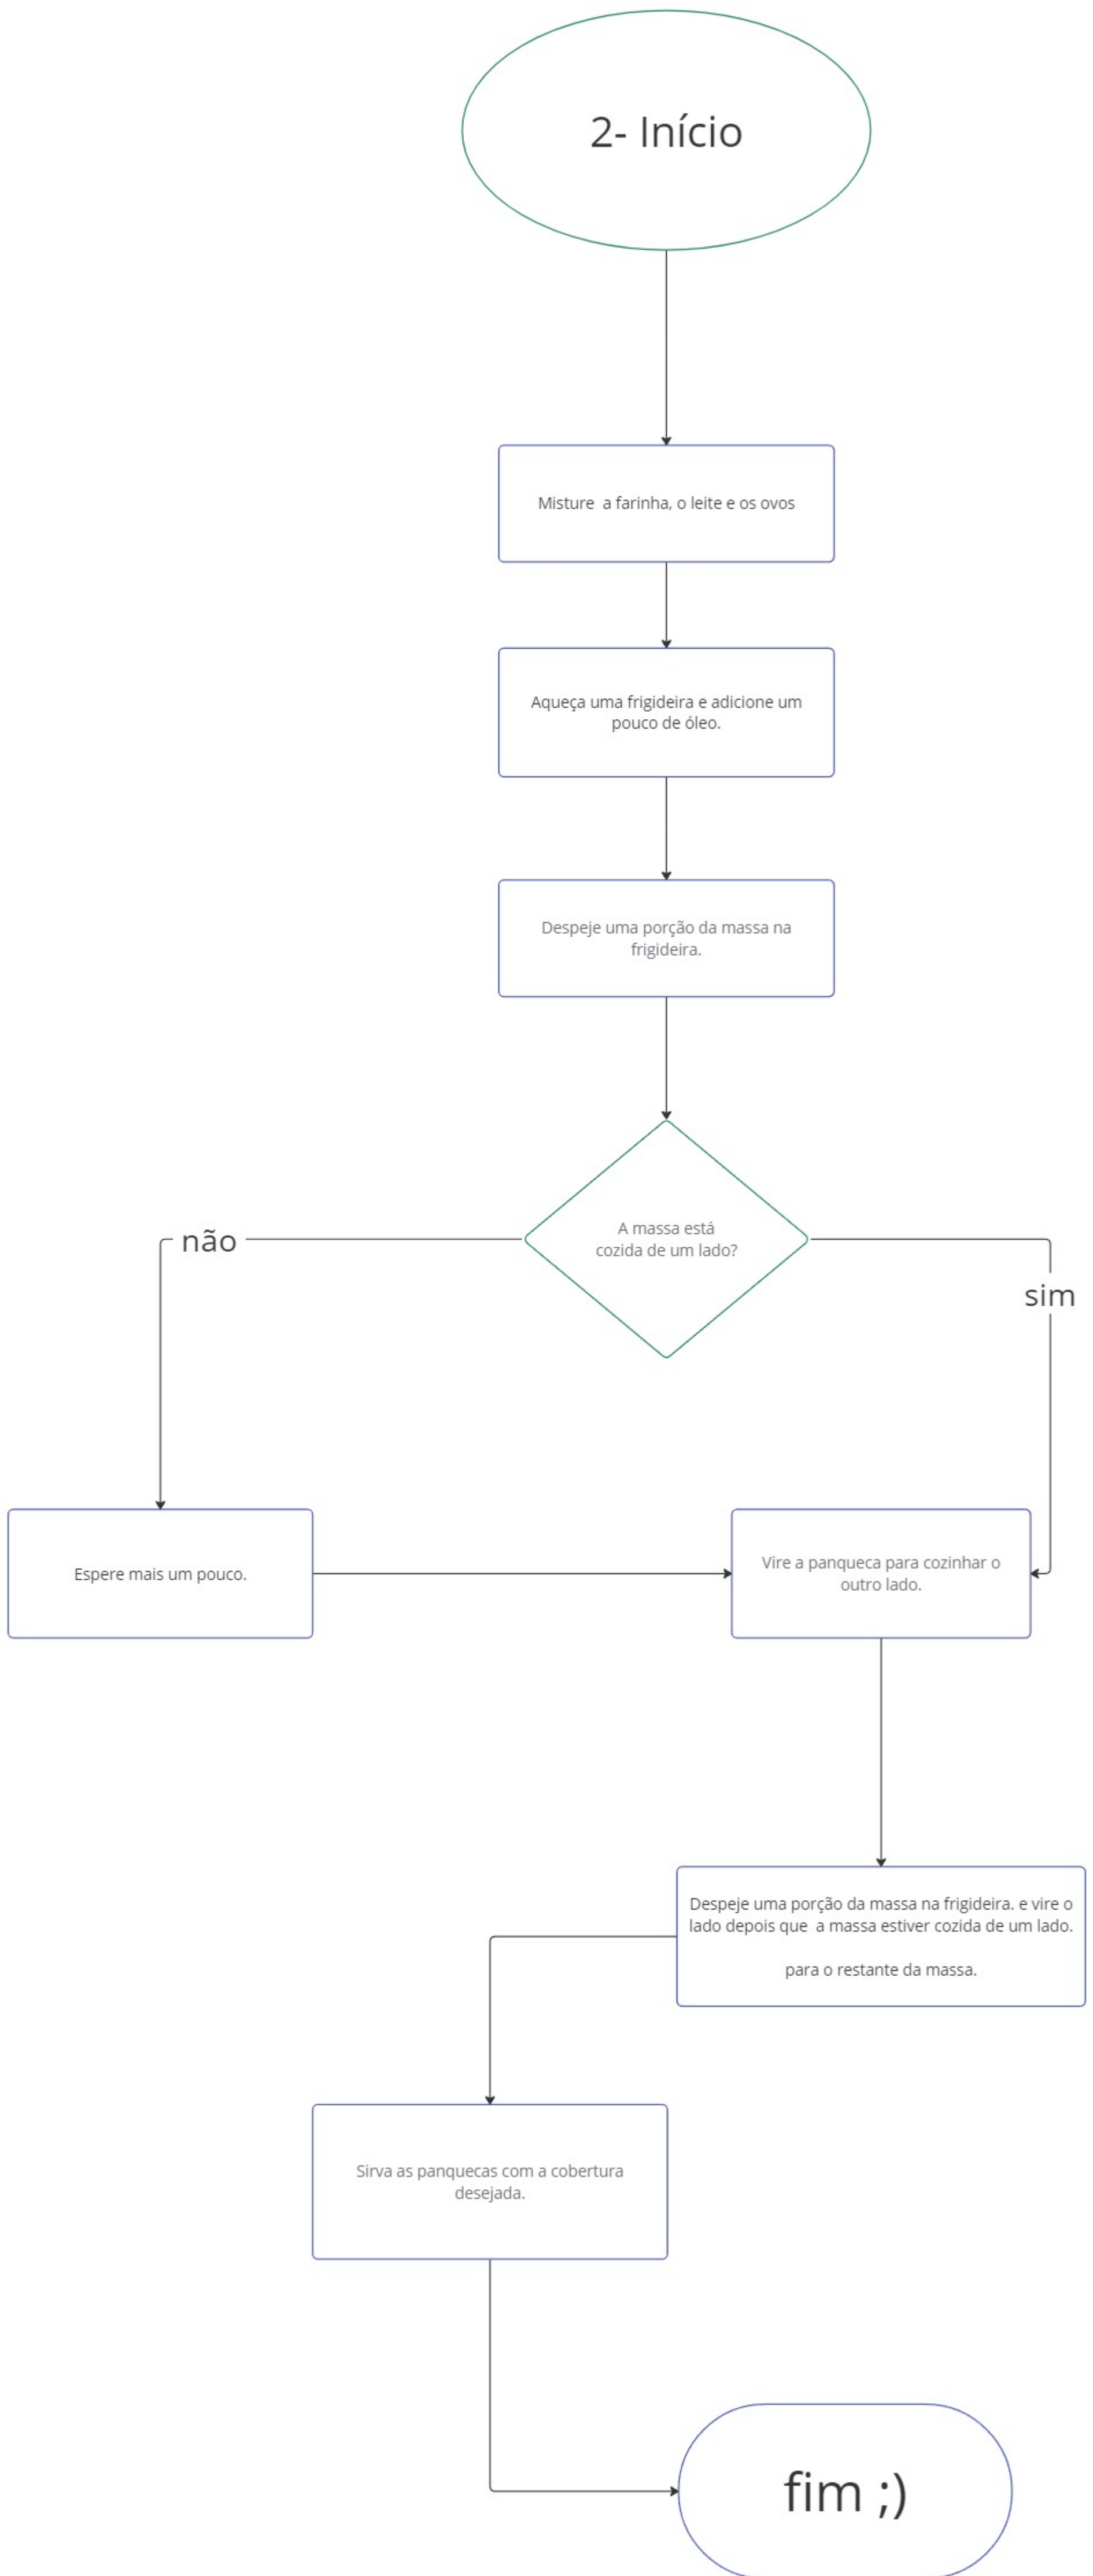 2- Início
Misture  a farinha, o leite e os ovos
Aqueça uma frigideira e adicione um
pouco de óleo.
Despeje uma porção da massa na
frigideira.
A massa está
cozida de um lado?
não
sim
Espere mais um pouco.
Vire a panqueca para cozinhar o
outro lado.
Despeje uma porção da massa na frigideira. e vire o
lado depois que  a massa estiver cozida de um lado.
para o restante da massa.
Sirva as panquecas com a cobertura
desejada.
fim ;)